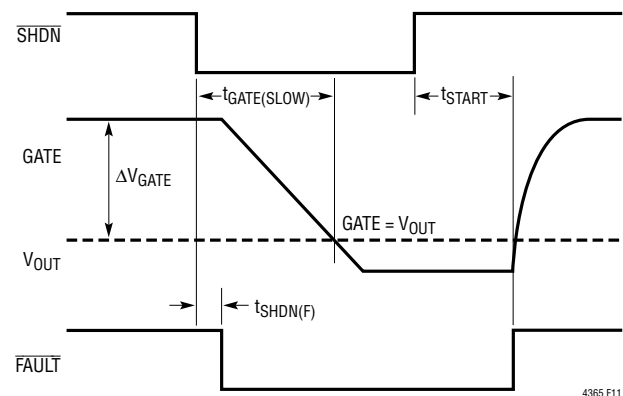 SHDN
tGATE(SLOW)
tSTART
GATE
ΔVGATE
GATE = VOUT
VOUT
tSHDN(F)
FAULT
4365 F11